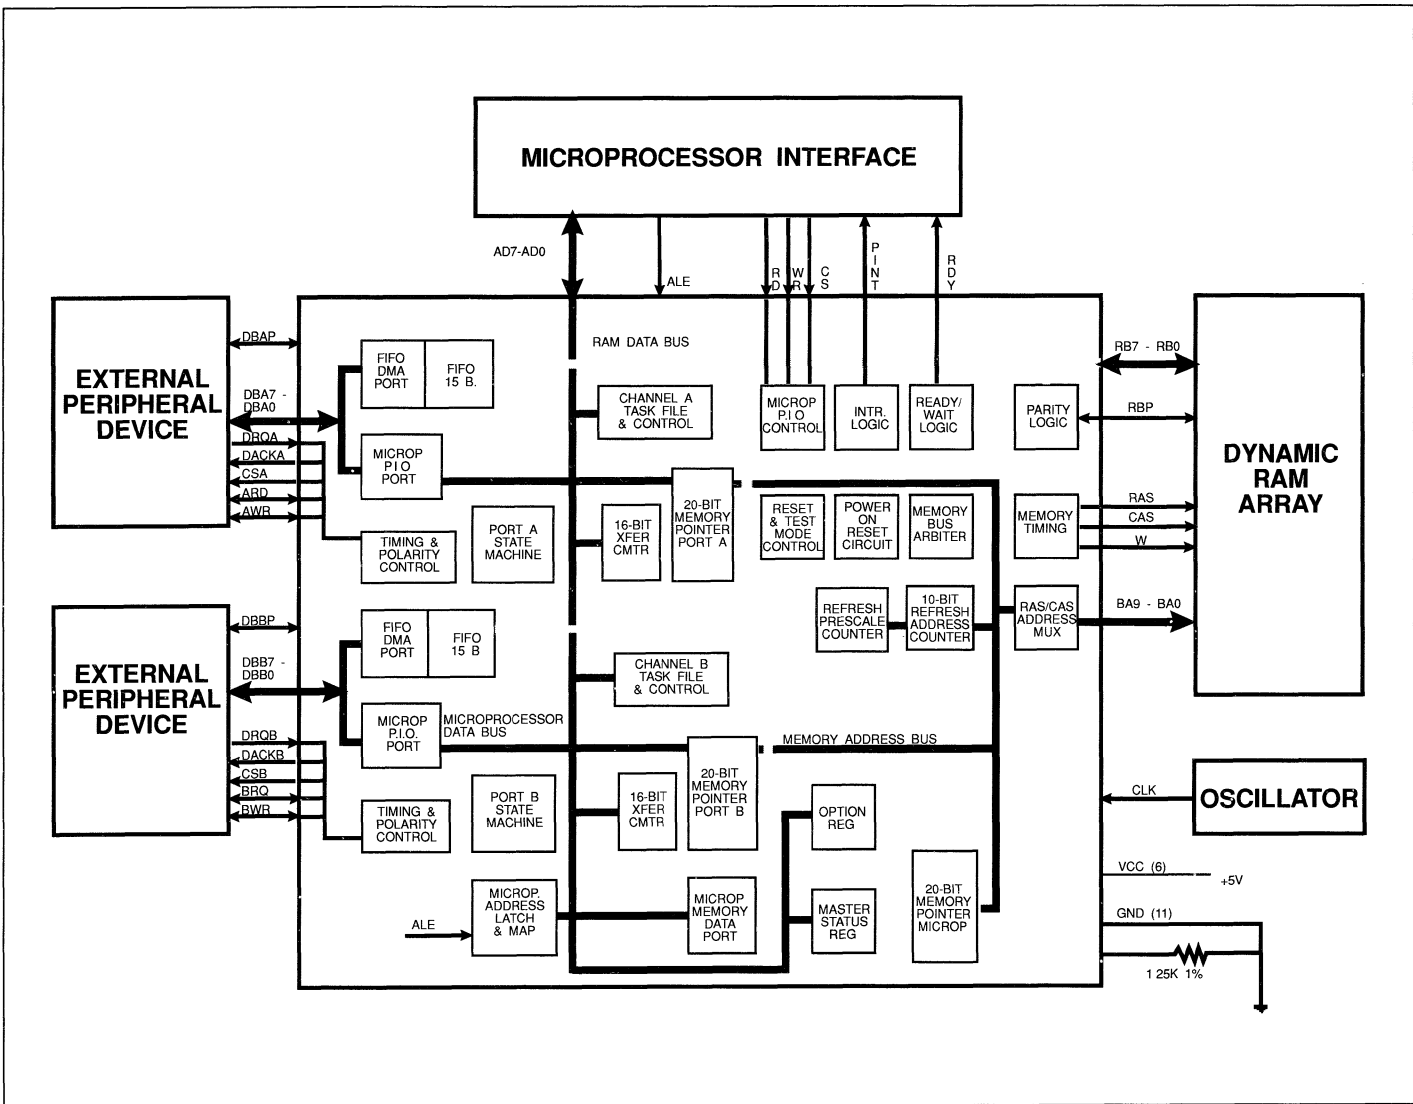 MICROPROCESSOR INTERFACE
AD7-AD0
ALE
RD
WR
CS
PINT
RDY
EXTERNAL
PERIPHERAL
DEVICE
DBAP
DBA7 -
DBA0
DRQA
DACKA
CSA
ARD
AWR
FIFO
DMA
PORT
FIFO
15 B.
MICROP
P I O
PORT
TIMING &
POLARITY
CONTROL
PORT A
STATE
MACHINE
RAM DATA BUS
CHANNEL A
TASK FILE
& CONTROL
16-BIT
XFER
CMTR
20-BIT
MEMORY
POINTER
PORT A
MICROP
P.I O
CONTROL
INTR.
LOGIC
READY/
WAIT
LOGIC
PARITY
LOGIC
RESET
& TEST
MODE
CONTROL
POWER
ON
RESET
CIRCUIT
MEMORY
BUS
ARBITER
MEMORY
TIMING
REFRESH
PRESCALE
COUNTER
10-BIT
REFRESH
ADDRESS
COUNTER
RAS/CAS
ADDRESS
MUX
RB7 - RB0
RBP
RAS
CAS
W
BA9 - BA0
DYNAMIC
RAM
ARRAY
EXTERNAL
PERIPHERAL
DEVICE
DBBP
DBB7 -
DBB0
DRQB
DACKB
CSB
BRQ
BWR
FIFO
DMA
PORT
FIFO
15 B
MICROP
P.I.O.
PORT
MICROPROCESSOR
DATA BUS
TIMING &
POLARITY
CONTROL
PORT B
STATE
MACHINE
CHANNEL B
TASK FILE
& CONTROL
16-BIT
XFER
CMTR
20-BIT
MEMORY
POINTER
PORT B
MEMORY ADDRESS BUS
OPTION
REG
ALE
MICROP.
ADDRESS
LATCH
& MAP
MICROP
MEMORY
DATA
PORT
MASTER
STATUS
REG
20-BIT
MEMORY
POINTER
MICROP
CLK
OSCILLATOR
VCC (6)
+5V
GND (11)
1 25K 1%